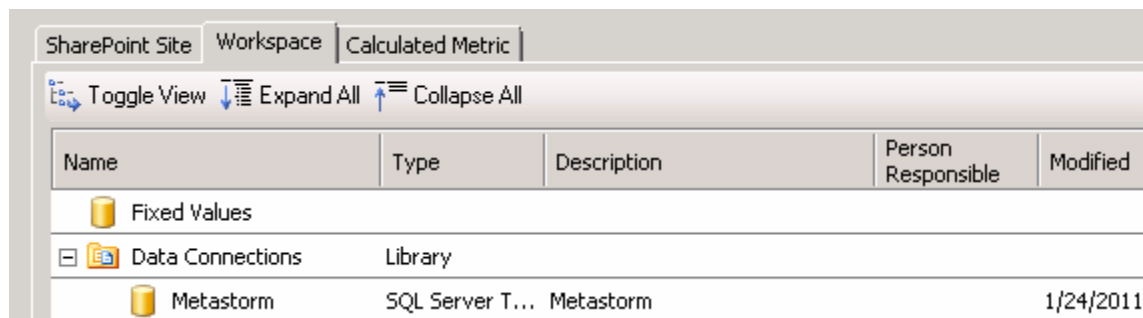 SharePoint Site Workspace Calculated Metric
Toggle View Expand All Collapse All
Name Type Description Person Responsible Modified
Fixed Values
Data Connections Library
Metastorm SQL Server T... Metastorm 1/24/2011